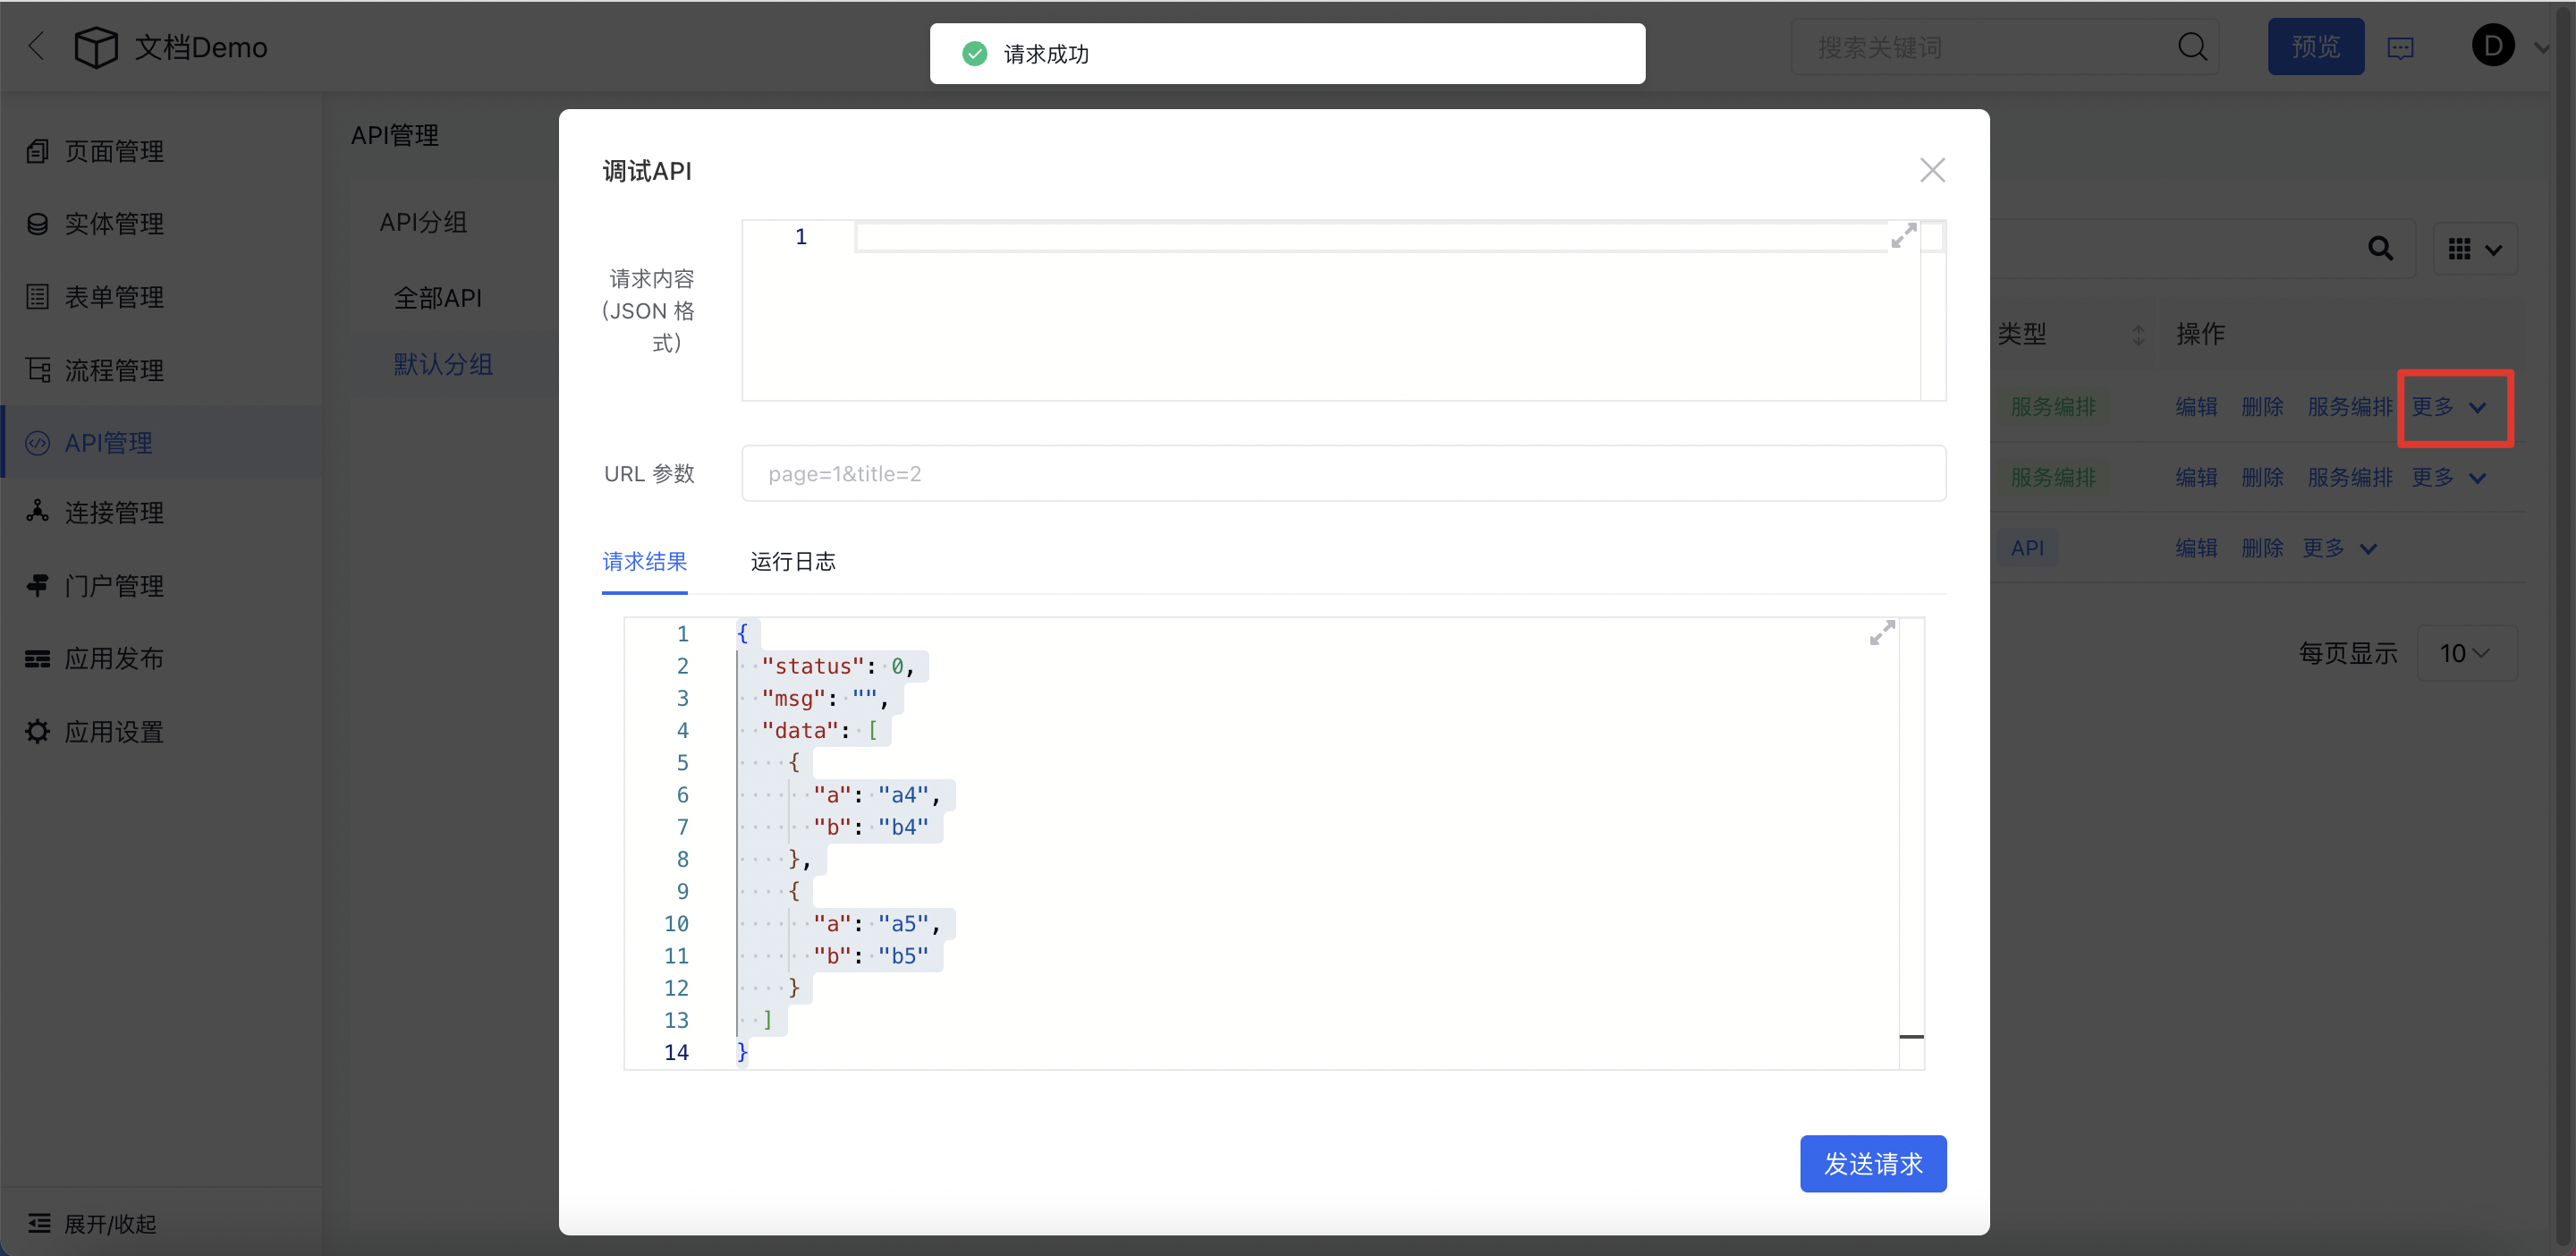 文档Demo
请求成功
搜索关键词
预览
D
页面管理
实体管理
表单管理
流程管理
API管理
连接管理
门户管理
应用发布
应用设置
展开/收起
API管理
API分组
全部API
默认分组
调试API
请求内容
(JSON 格
式)
1
URL 参数
page=1&title=2
请求结果 运行日志
1 {
2 "status": 0,
3 "msg": "",
4 "data": [
5 {
6 "a": "a4",
7 "b": "b4"
8 },
9 {
10 "a": "a5",
11 "b": "b5"
12 }
13 ]
14 }
发送请求
类型 操作
服务编排 编辑 删除 服务编排 更多
服务编排 编辑 删除 服务编排 更多
API 编辑 删除 更多
每页显示 10